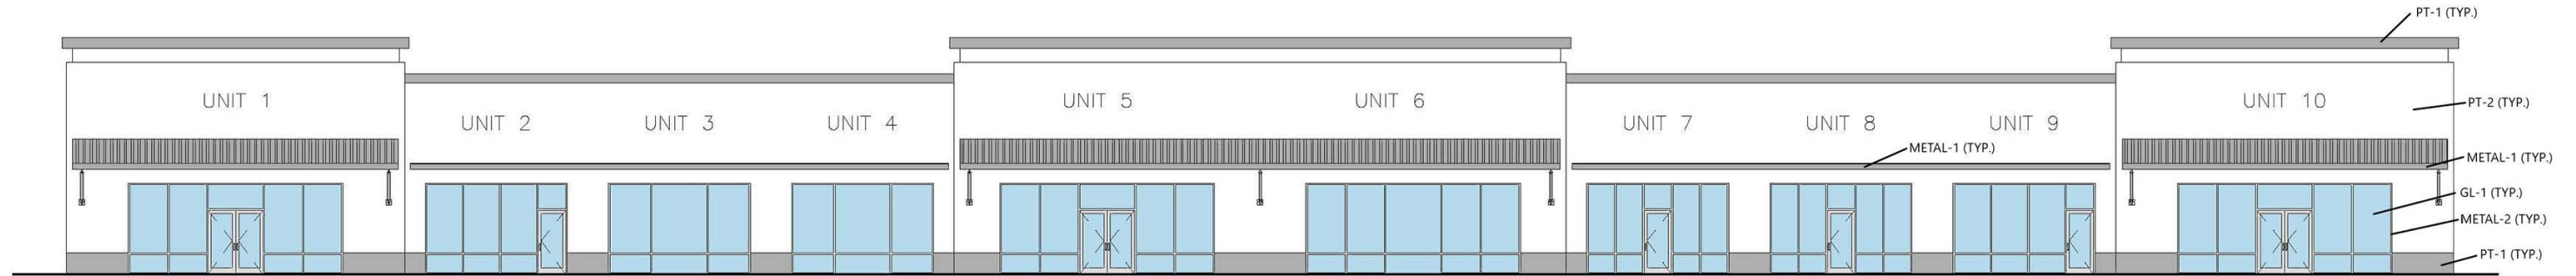 PT-1 (TYP.)
UNIT 1
UNIT 5
UNIT 6
UNIT 10
PT-2 (TYP.)
UNIT 2
UNIT 3
UNIT 4
UNIT 7
UNIT 8
UNIT 9
METAL-1 (TYP.)
METAL-1 (TYP.)
GL-1 (TYP.)
METAL-2 (TYP.)
PT-1 (TYP.)